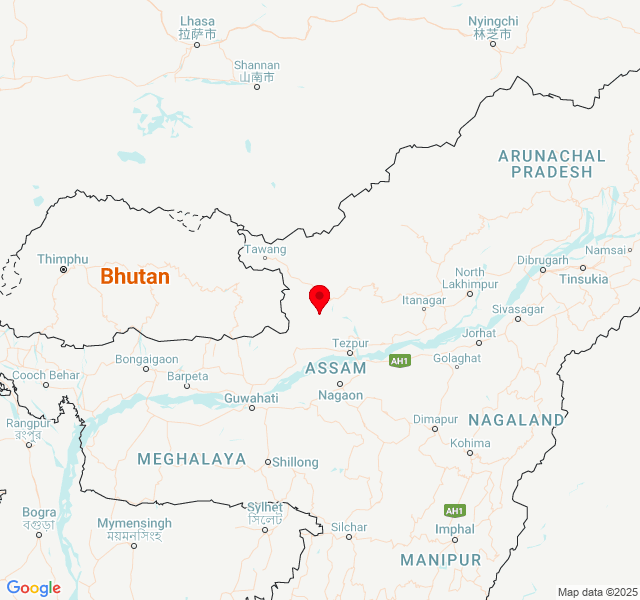 Lhasa
拉萨市
Nyingchi
林芝市
Shannan
山南市
ARUNACHAL
PRADESH
Tawang
Thimphu
Bhutan
Namsai
Dibrugarh
Tinsukia
North
Lakhimpur
Itanagar
Sivasagar
Jorhat
Tezpur
AH1
Golaghat
Bongaigaon
ASSAM
Cooch Behar
Barpeta
Nagaon
Guwahati
Rangpur
রংপুর
Dimapur
NAGALAND
Kohima
MEGHALAYA
Shillong
Bogra
বগুড়া
Mymensingh
ময়মনসিংহ
Sylhet
সিলেট
Silchar
AH1
Imphal
MANIPUR
Google
Map data ©2025